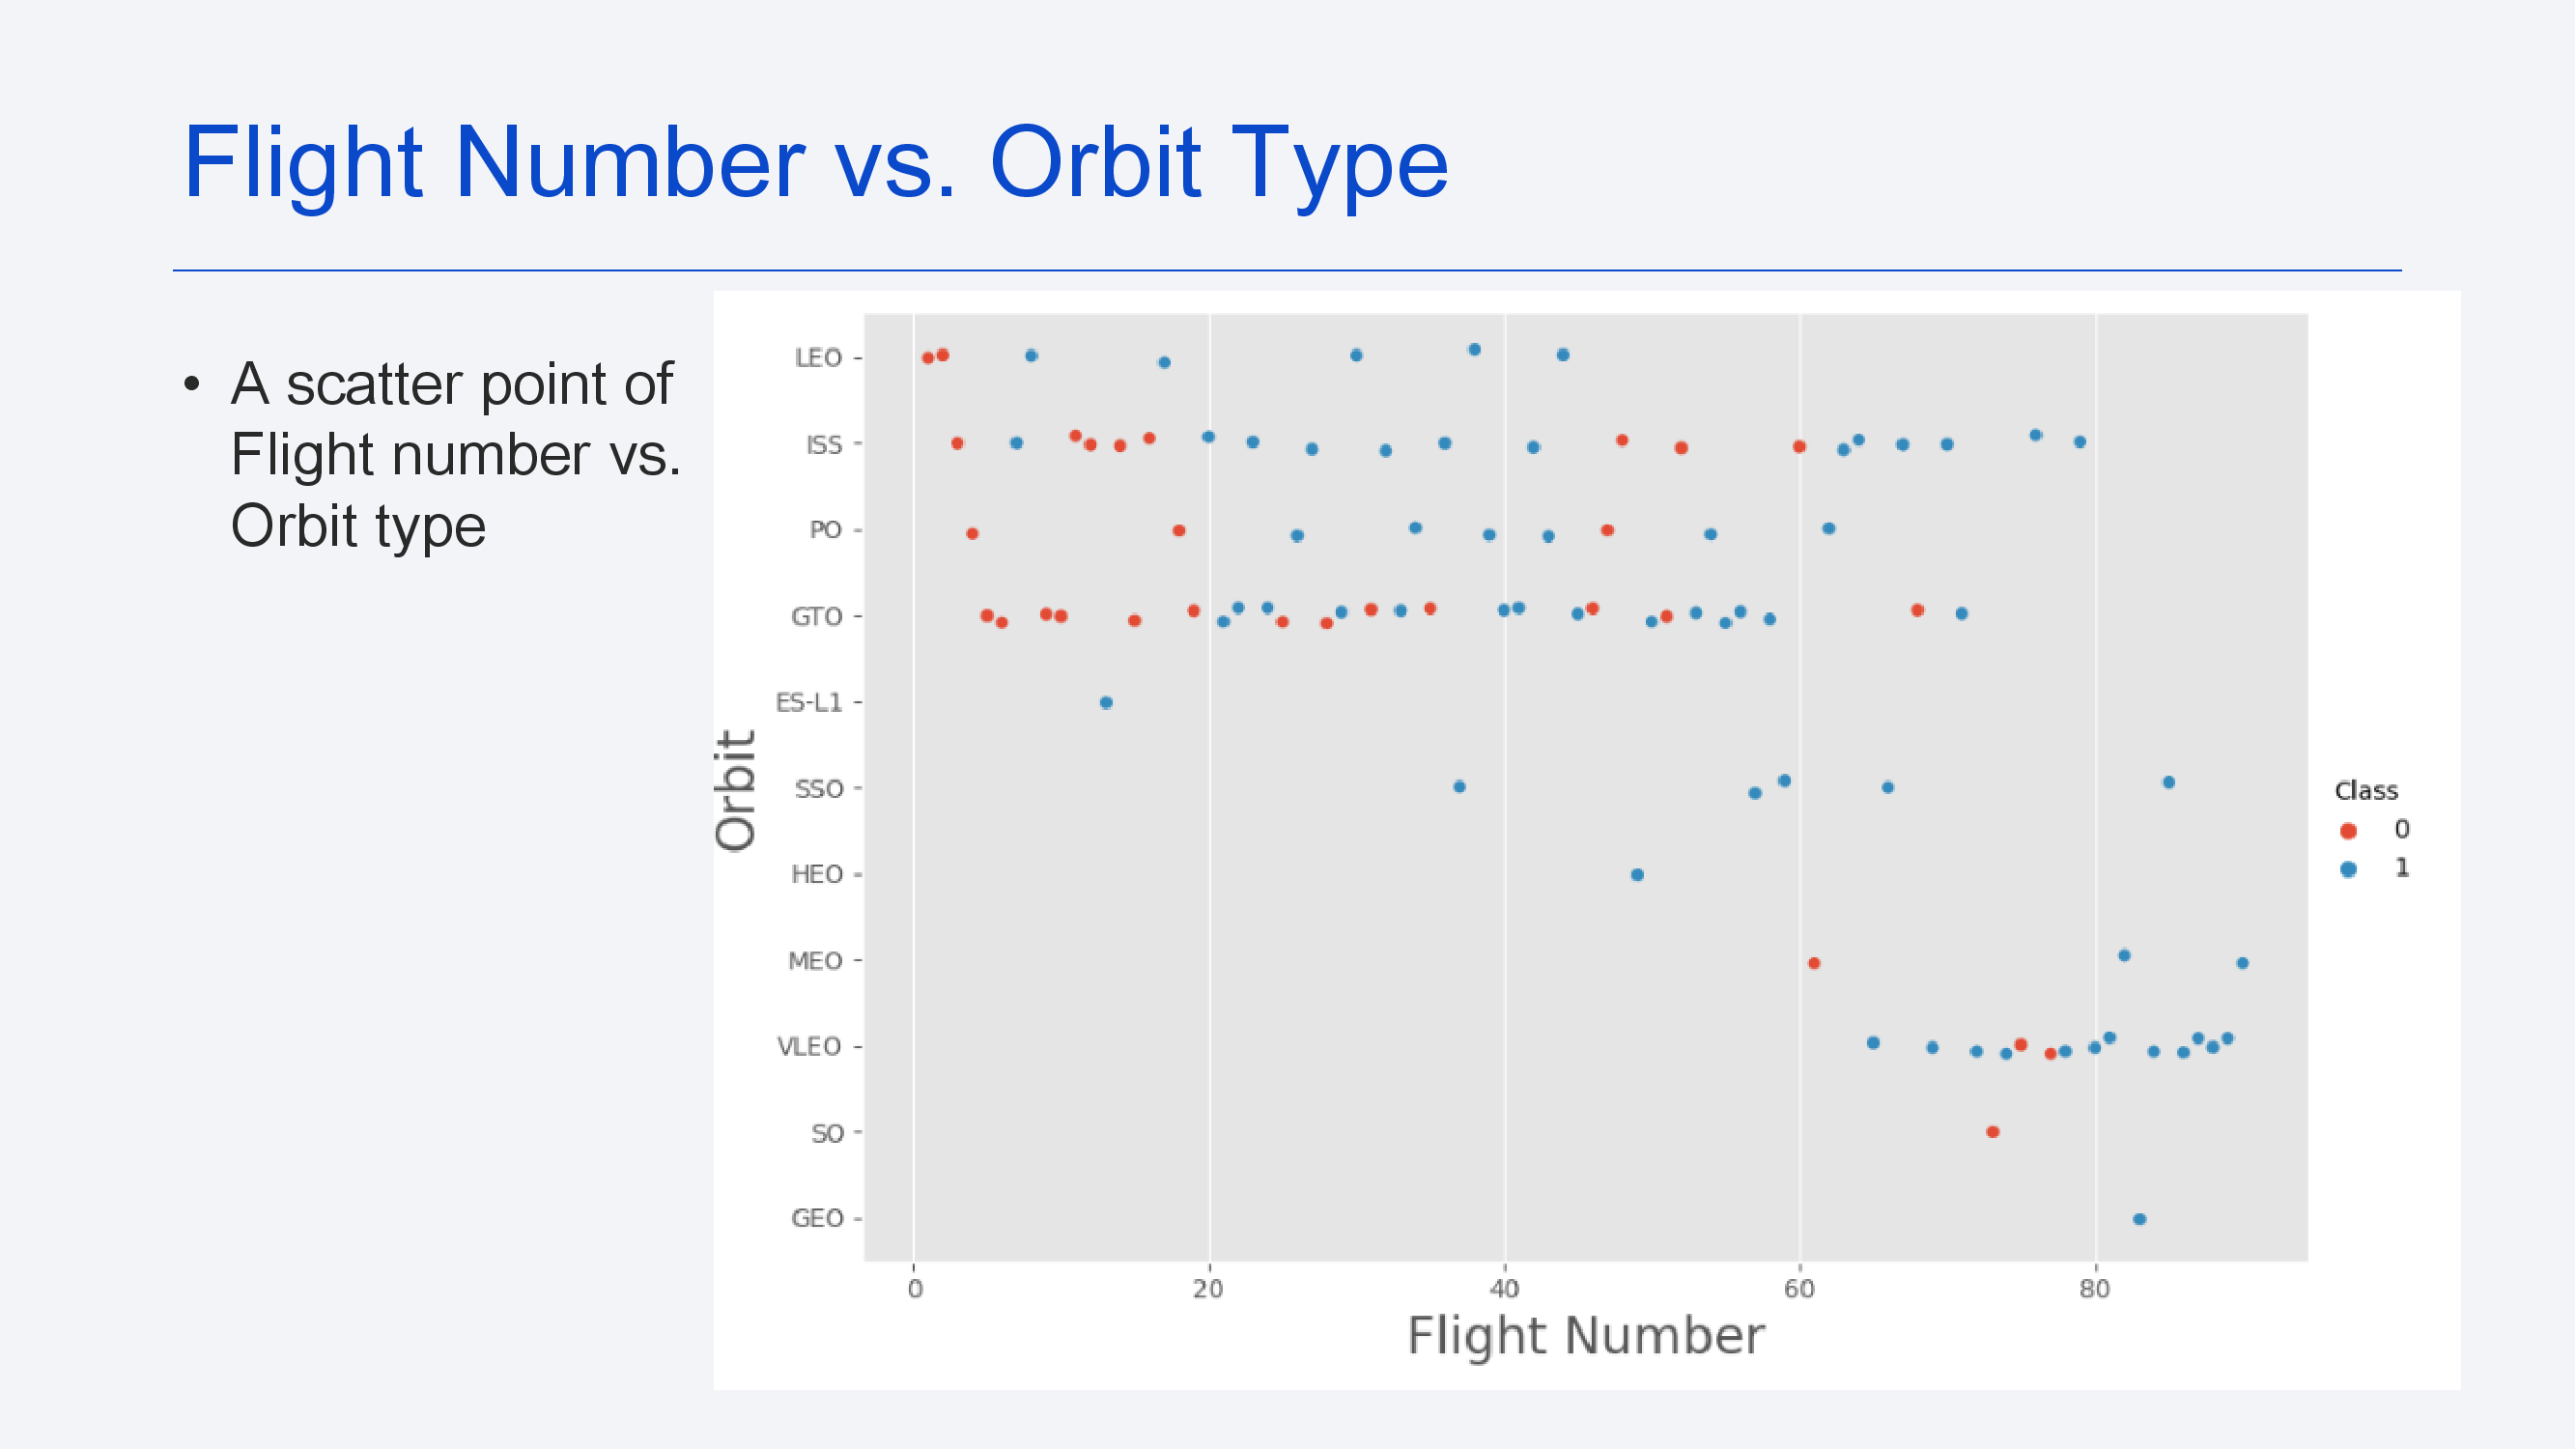 Flight Number vs. Orbit Type
• A scatter point of
Flight number vs.
Orbit type
LEO
ISS
PO
GTO
ES-L1
SSO
HEO
MEO
VLEO
SO
GEO
Orbit
0 20 40 60 80
Flight Number
Class
0
1